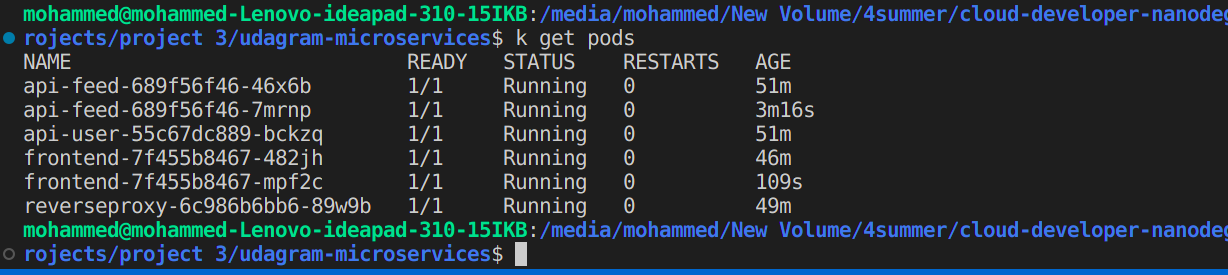 mohammed@mohammed-Lenovo-ideapad-310-15IKB:/media/mohammed/New Volume/4summer/cloud-developer-nanodeg
rojects/project 3/udagram-microservices$ k get pods
NAME READY STATUS RESTARTS AGE
api-feed-689f56f46-46x6b 1/1 Running 0 51m
api-feed-689f56f46-7mrnp 1/1 Running 0 3m16s
api-user-55c67dc889-bckzq 1/1 Running 0 51m
frontend-7f455b8467-482jh 1/1 Running 0 46m
frontend-7f455b8467-mpf2c 1/1 Running 0 109s
reverseproxy-6c986b6bb6-89w9b 1/1 Running 0 49m
mohammed@mohammed-Lenovo-ideapad-310-15IKB:/media/mohammed/New Volume/4summer/cloud-developer-nanodeg
rojects/project 3/udagram-microservices$